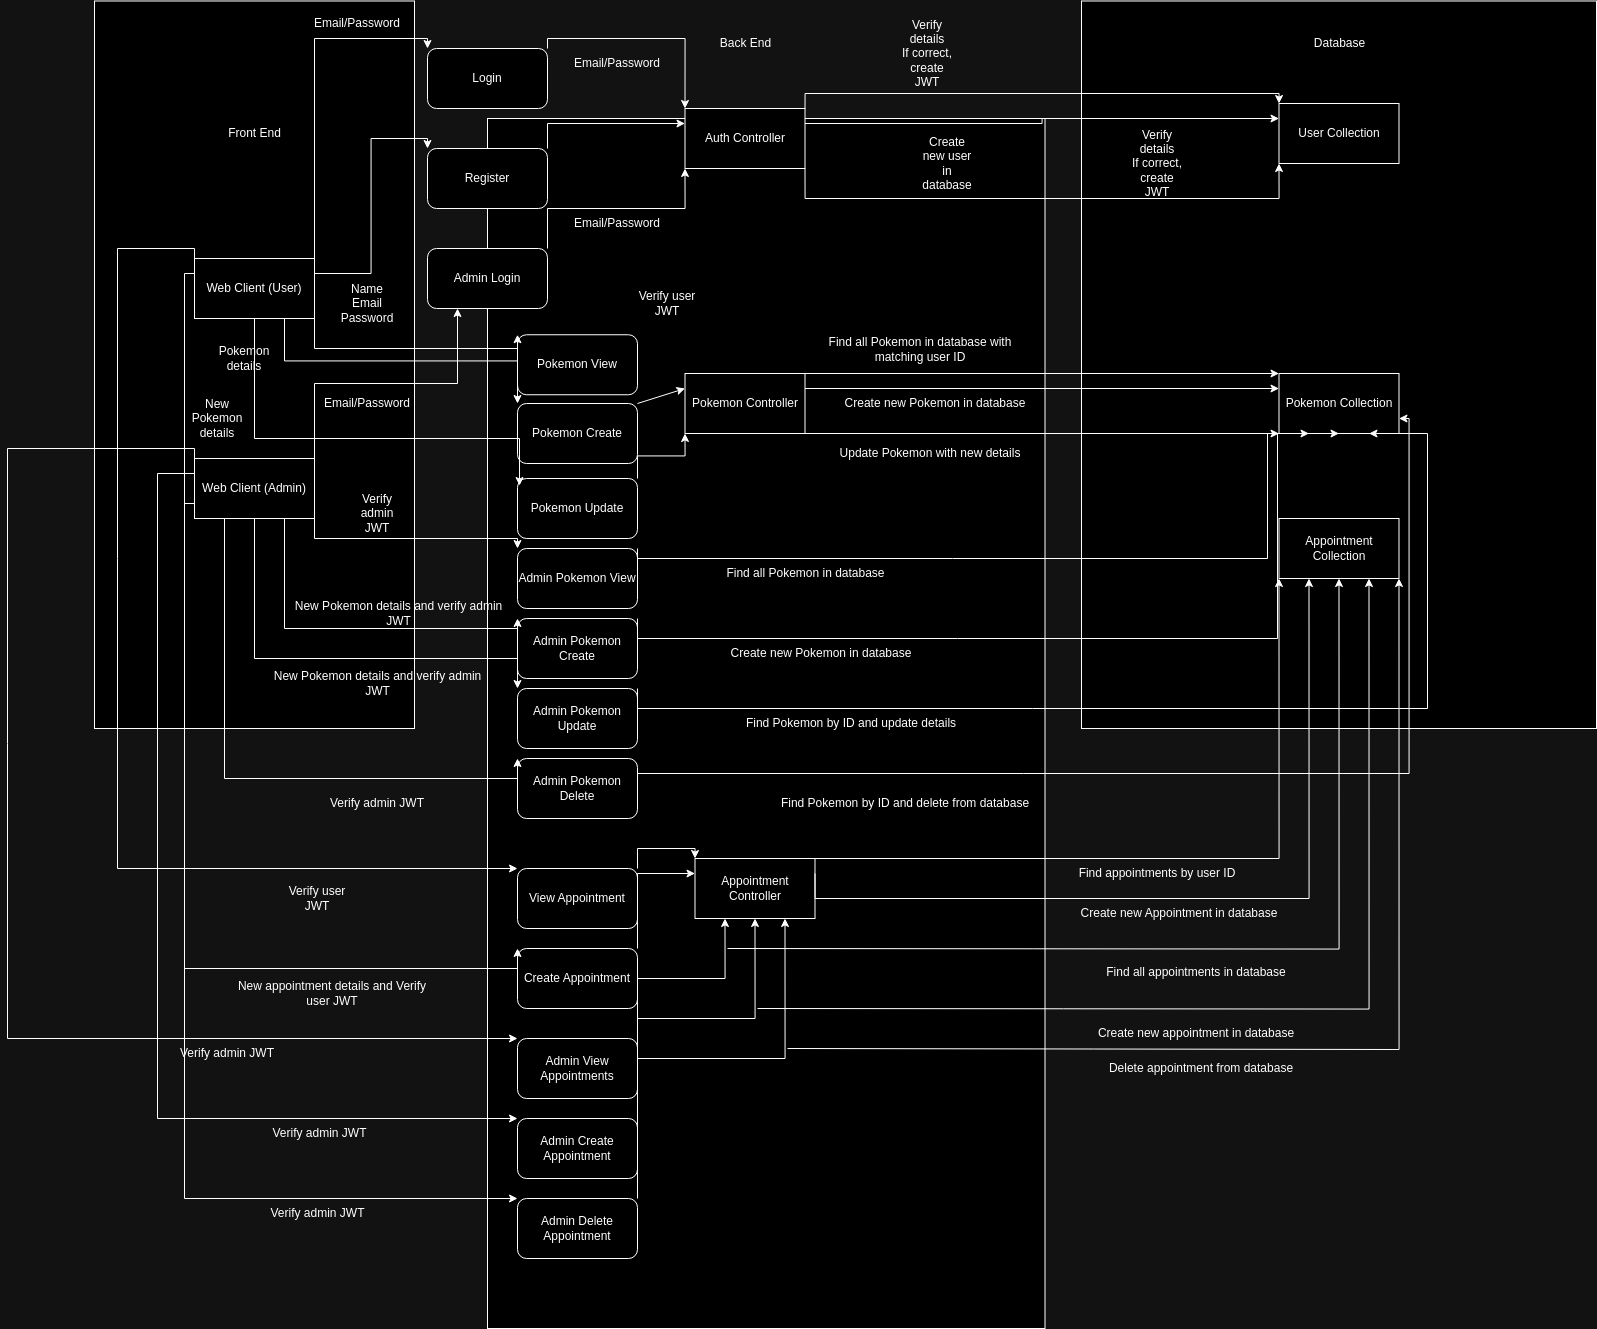 Email/Password
Verify
details
If correct,
create
JWT
Back End
Database
Login
Email/Password
Front End
Auth Controller
User Collection
Create
new user
in
database
Verify
details
If correct,
create
JWT
Register
Email/Password
Admin Login
Web Client (User)
Name
Email
Password
Verify user
JWT
Pokemon
details
Pokemon View
Find all Pokemon in database with
matching user ID
New
Pokemon
details
Email/Password
Pokemon Controller
Create new Pokemon in database
Pokemon Collection
Pokemon Create
Update Pokemon with new details
Web Client (Admin)
Verify
admin
JWT
Pokemon Update
Appointment
Collection
Admin Pokemon View
Find all Pokemon in database
New Pokemon details and verify admin
JWT
Admin Pokemon
Create
Create new Pokemon in database
New Pokemon details and verify admin
JWT
Admin Pokemon
Update
Find Pokemon by ID and update details
Admin Pokemon
Delete
Verify admin JWT
Find Pokemon by ID and delete from database
Verify user
JWT
View Appointment
Appointment
Controller
Find appointments by user ID
Create new Appointment in database
New appointment details and Verify
user JWT
Create Appointment
Find all appointments in database
Create new appointment in database
Verify admin JWT
Admin View
Appointments
Delete appointment from database
Verify admin JWT
Admin Create
Appointment
Verify admin JWT
Admin Delete
Appointment